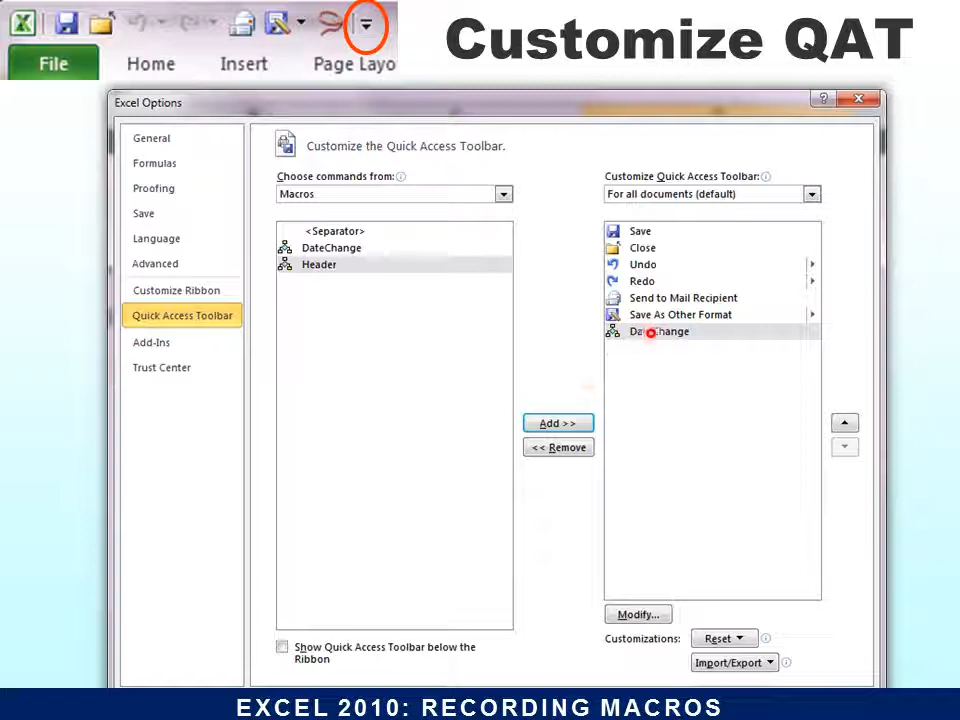 Customize QAT
File Home Insert Page Layo
Excel Options
General
Formulas
Proofing
Save
Language
Advanced
Customize Ribbon
Quick Access Toolbar
Add-Ins
Trust Center
Customize the Quick Access Toolbar.
Choose commands from:
Macros
<Separator>
DateChange
Header
Add >>
<< Remove
Customize Quick Access Toolbar:
For all documents (default)
Save
Close
Undo
Redo
Send to Mail Recipient
Save As Other Format
DateChange
Modify...
Customizations: Reset
Import/Export
Show Quick Access Toolbar below the
Ribbon
EXCEL 2010: RECORDING MACROS